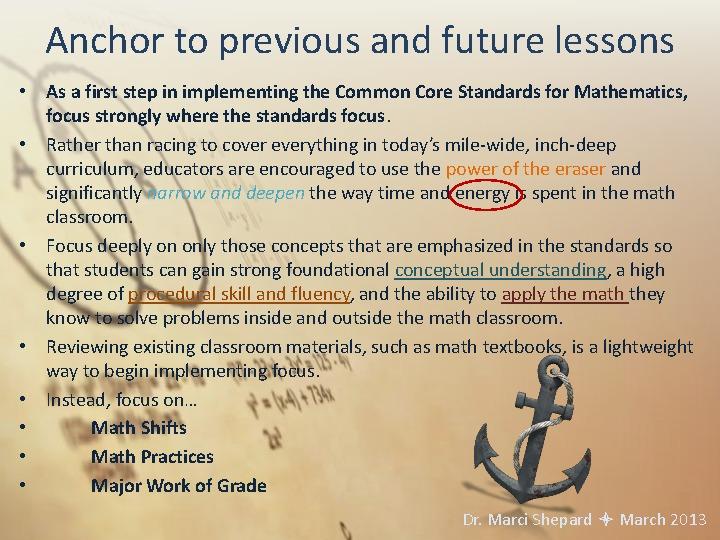 Anchor to previous and future lessons
• As a first step in implementing the Common Core Standards for Mathematics,
focus strongly where the standards focus.
• Rather than racing to cover everything in today’s mile-wide, inch-deep
curriculum, educators are encouraged to use the power of the eraser and
significantly narrow and deepen the way time and energy is spent in the math
classroom.
• Focus deeply on only those concepts that are emphasized in the standards so
that students can gain strong foundational conceptual understanding, a high
degree of procedural skill and fluency, and the ability to apply the math they
know to solve problems inside and outside the math classroom.
• Reviewing existing classroom materials, such as math textbooks, is a lightweight
way to begin implementing focus.
• Instead, focus on…
• Math Shifts
• Math Practices
• Major Work of Grade
Dr. Marci Shepard ✦ March 2013